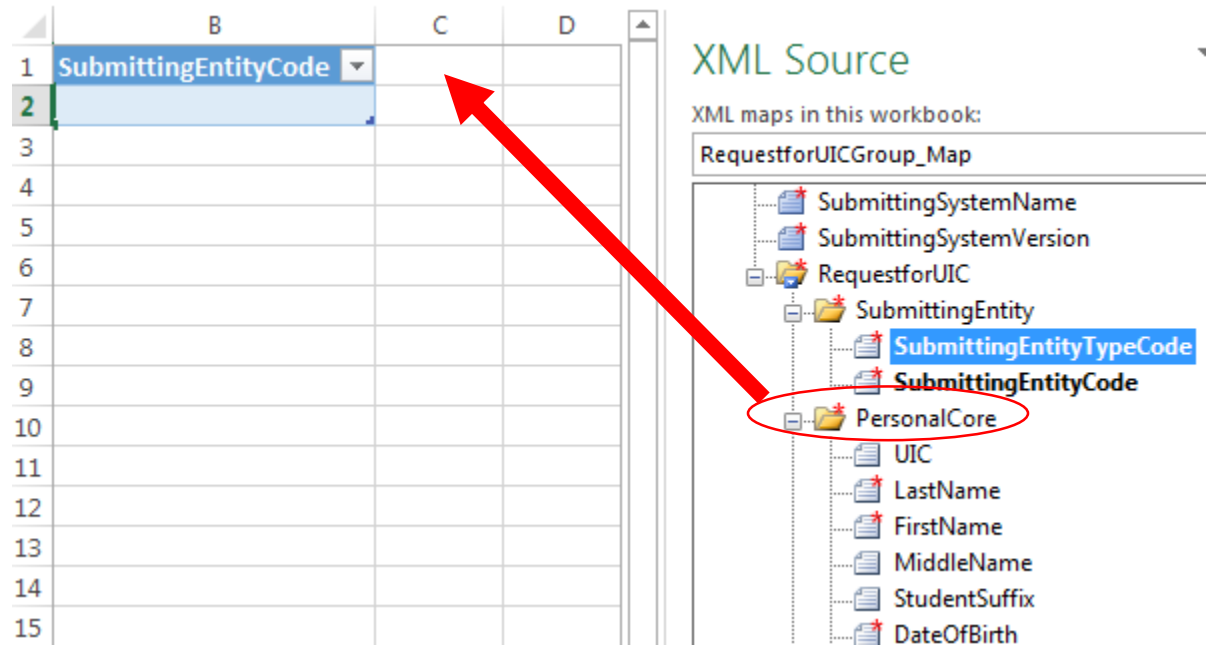 B C D
1 SubmittingEntityCode
2
3
4
5
6
7
8
9
10
11
12
13
14
15
XML Source
XML maps in this workbook:
RequestforUICGroup_Map
SubmittingSystemName
SubmittingSystemVersion
RequestforUIC
SubmittingEntity
SubmittingEntityTypeCode
SubmittingEntityCode
PersonalCore
UIC
LastName
FirstName
MiddleName
StudentSuffix
DateOfBirth